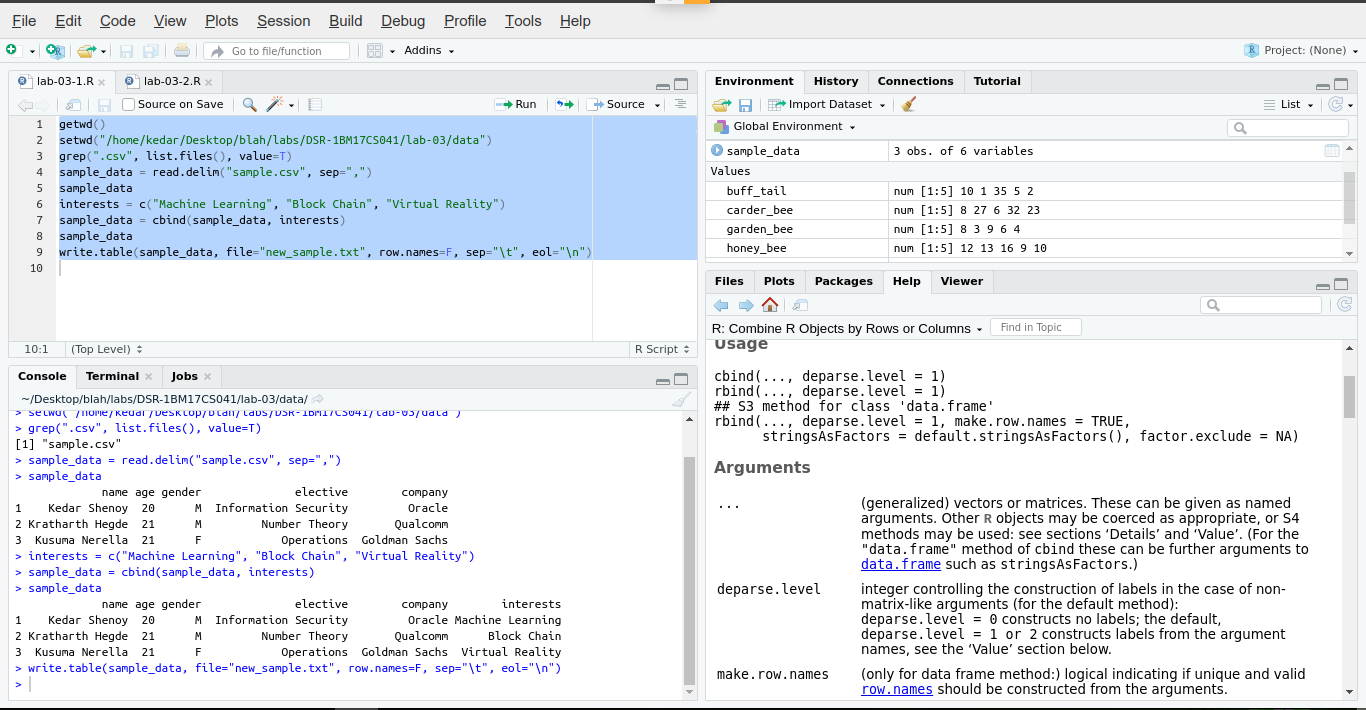 File Edit Code View Plots Session Build Debug Profile Tools Help
Go to file/function Addins Project: (None)
lab-03-1.R lab-03-2.R
Source on Save Run Source
1 getwd()
2 setwd("/home/kedar/Desktop/blah/labs/DSR-1BM17CS041/lab-03/data")
3 grep(".csv", list.files(), value=T)
4 sample_data = read.delim("sample.csv", sep=",")
5 sample_data
6 interests = c("Machine Learning", "Block Chain", "Virtual Reality")
7 sample_data = cbind(sample_data, interests)
8 sample_data
9 write.table(sample_data, file="new_sample.txt", row.names=F, sep="\t", eol="\n")
10
10:1 (Top Level) R Script
Console Terminal Jobs
~/Desktop/blah/labs/DSR-1BM17CS041/lab-03/data/
> setwd("/home/kedar/Desktop/blah/labs/DSR-1BM17CS041/lab-03/data")
> grep(".csv", list.files(), value=T)
[1] "sample.csv"
> sample_data = read.delim("sample.csv", sep=",")
> sample_data
name age gender elective company
1 Kedar Shenoy 20 M Information Security Oracle
2 Kratharth Hegde 21 M Number Theory Qualcomm
3 Kusuma Nerella 21 F Operations Goldman Sachs
> interests = c("Machine Learning", "Block Chain", "Virtual Reality")
> sample_data = cbind(sample_data, interests)
> sample_data
name age gender elective company interests
1 Kedar Shenoy 20 M Information Security Oracle Machine Learning
2 Kratharth Hegde 21 M Number Theory Qualcomm Block Chain
3 Kusuma Nerella 21 F Operations Goldman Sachs Virtual Reality
> write.table(sample_data, file="new_sample.txt", row.names=F, sep="\t", eol="\n")
>
Environment History Connections Tutorial
Import Dataset List
Global Environment
sample_data 3 obs. of 6 variables
Values
buff_tail num [1:5] 10 1 35 5 2
carder_bee num [1:5] 8 27 6 32 23
garden_bee num [1:5] 8 3 9 6 4
honey_bee num [1:5] 12 13 16 9 10
Files Plots Packages Help Viewer
R: Combine R Objects by Rows or Columns Find in Topic
Usage
cbind(..., deparse.level = 1)
rbind(..., deparse.level = 1)
## S3 method for class 'data.frame'
rbind(..., deparse.level = 1, make.row.names = TRUE,
stringsAsFactors = default.stringsAsFactors(), factor.exclude = NA)
Arguments
... (generalized) vectors or matrices. These can be given as named
arguments. Other R objects may be coerced as appropriate, or S4
methods may be used: see sections ‘Details’ and ‘Value’. (For the
"data.frame" method of cbind these can be further arguments to
data.frame such as stringsAsFactors.)
deparse.level integer controlling the construction of labels in the case of non-
matrix-like arguments (for the default method):
deparse.level = 0 constructs no labels; the default,
deparse.level = 1 or 2 constructs labels from the argument
names, see the ‘Value’ section below.
make.row.names (only for data frame method:) logical indicating if unique and valid
row.names should be constructed from the arguments.